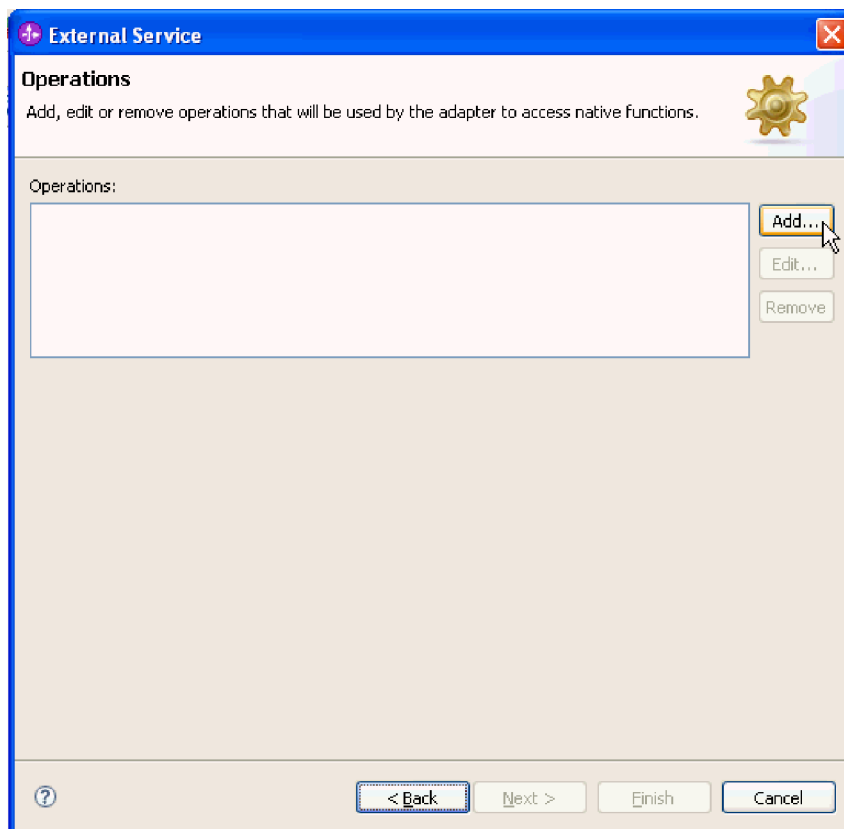 External Service
Operations
Add, edit or remove operations that will be used by the adapter to access native functions.
Operations:
Add...
Edit...
Remove
?
< Back
Next >
Finish
Cancel